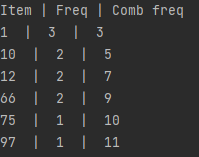 Item | Freq | Comb freq
1  |  3  |  3
10  |  2  |  5
12  |  2  |  7
66  |  2  |  9
75  |  1  |  10
97  |  1  |  11